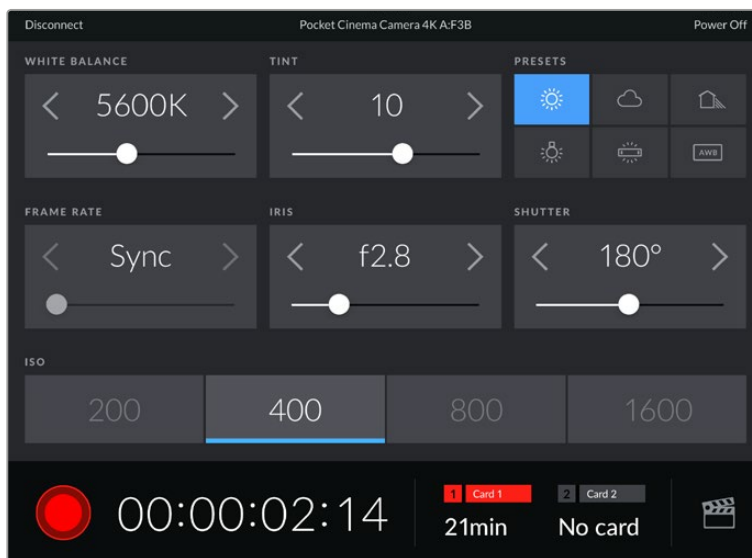 Disconnect Pocket Cinema Camera 4K A:F3B Power Off
WHITE BALANCE TINT PRESETS
5600K 10
AWB
FRAME RATE IRIS SHUTTER
Sync f2.8 180°
ISO
200 400 800 1600
00:00:02:14
1 Card 1 2 Card 2
21min No card